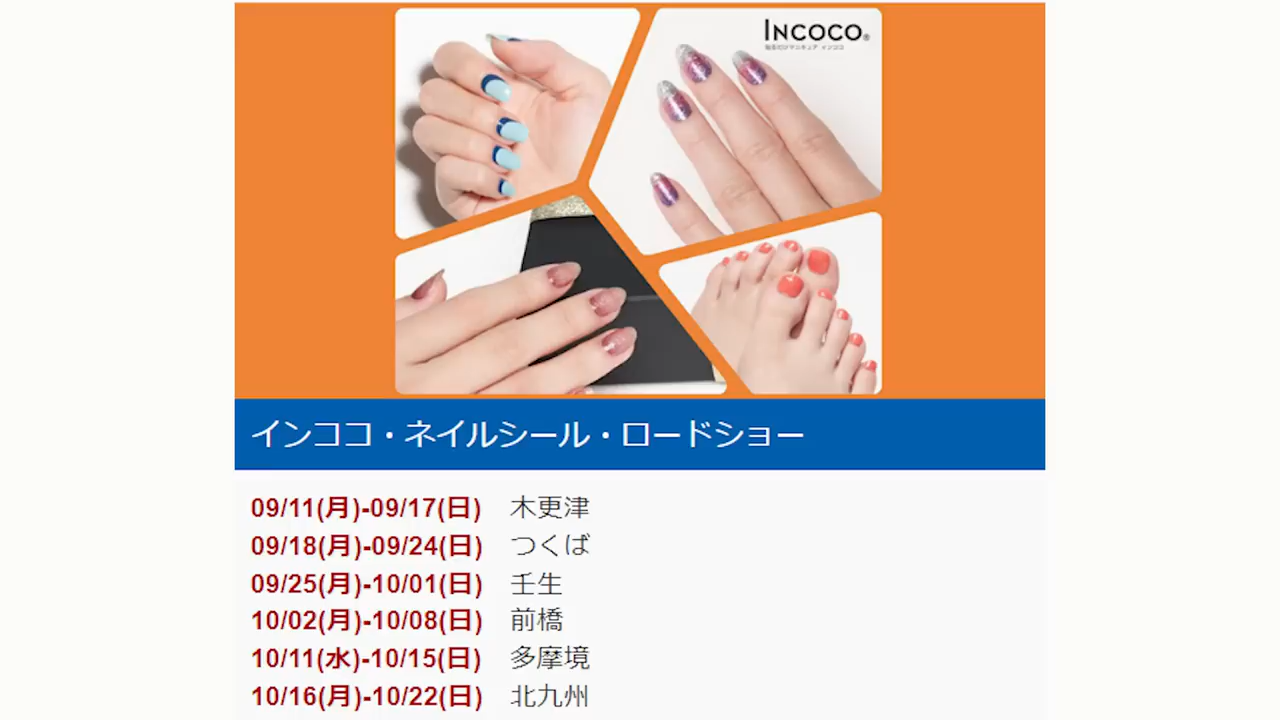 INCOCO®
インココ・ネイルシール・ロードショー
09/11(月)-09/17(日) 木更津
09/18(月)-09/24(日) つくば
09/25(月)-10/01(日) 壬生
10/02(月)-10/08(日) 前橋
10/11(水)-10/15(日) 多摩境
10/16(月)-10/22(日) 北九州